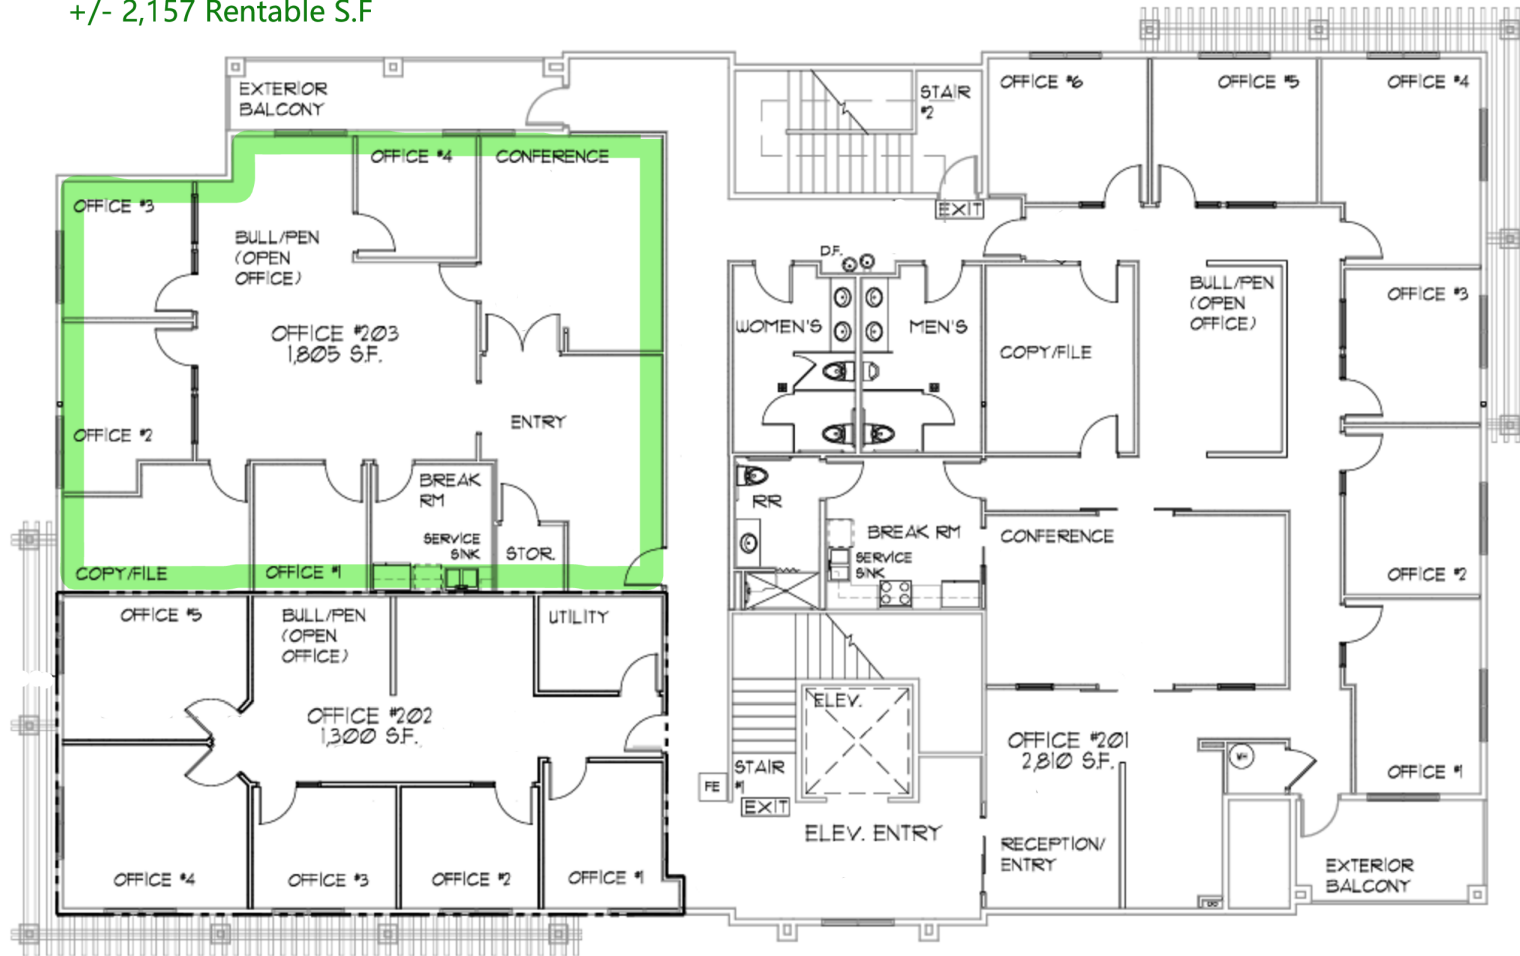 +/- 2,157 Rentable S.F
EXTERIOR
BALCONY
OFFICE #4
CONFERENCE
OFFICE #3
BULL/PEN
(OPEN
OFFICE)
OFFICE #203
1,805 S.F.
OFFICE #2
ENTRY
BREAK
RM
SERVICE
SINK
STOR.
COPY/FILE
OFFICE #1
OFFICE #5
BULL/PEN
(OPEN
OFFICE)
UTILITY
OFFICE #202
1,300 S.F.
OFFICE #4
OFFICE #3
OFFICE #2
OFFICE #1
STAIR
#2
EXIT
D.F.
WOMEN'S
MEN'S
RR
BREAK RM
SERVICE
SINK
ELEV.
STAIR
#1
FE
EXIT
ELEV. ENTRY
OFFICE #6
OFFICE #5
OFFICE #4
BULL/PEN
(OPEN
OFFICE)
OFFICE #3
COPY/FILE
CONFERENCE
OFFICE #2
OFFICE #201
2,810 S.F.
WH
OFFICE #1
RECEPTION/
ENTRY
EXTERIOR
BALCONY